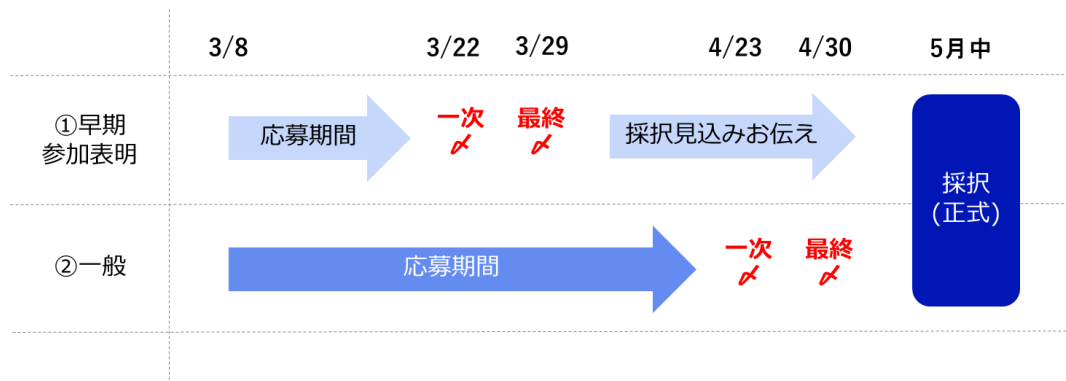 3/8
3/22
3/29
4/23
4/30
5月中
①早期
参加表明
応募期間
一次
〆
最終
〆
採択見込みお伝え
採択
(正式)
②一般
応募期間
一次
〆
最終
〆